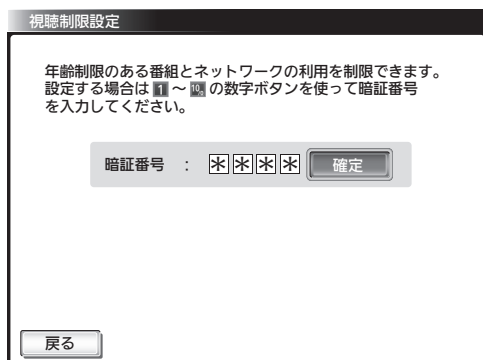 視聴制限設定
年齢制限のある番組とネットワークの利用を制限できます。
設定する場合は 1 ～ 10 の数字ボタンを使って暗証番号
を入力してください。
暗証番号 ： ＊＊＊＊ 確定
戻る